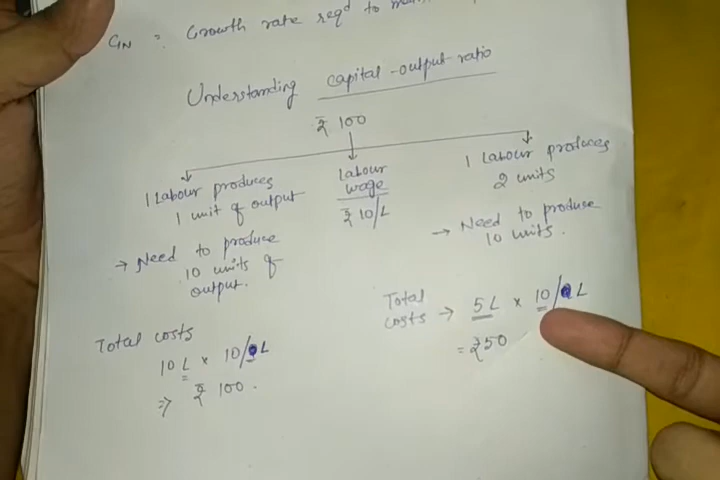 GN : Growth rate reqd to
Understanding capital-output ratio
₹ 100
1 Labour produces
1 unit of output
→ Need to produce
10 units of
output.
Total costs
10 L × 10/L
⇒ ₹ 100.
Labour
wage
₹ 10/L
1 Labour produces
2 units
→ Need to produce
10 units.
Total
costs → 5L × 10/L
= ₹50